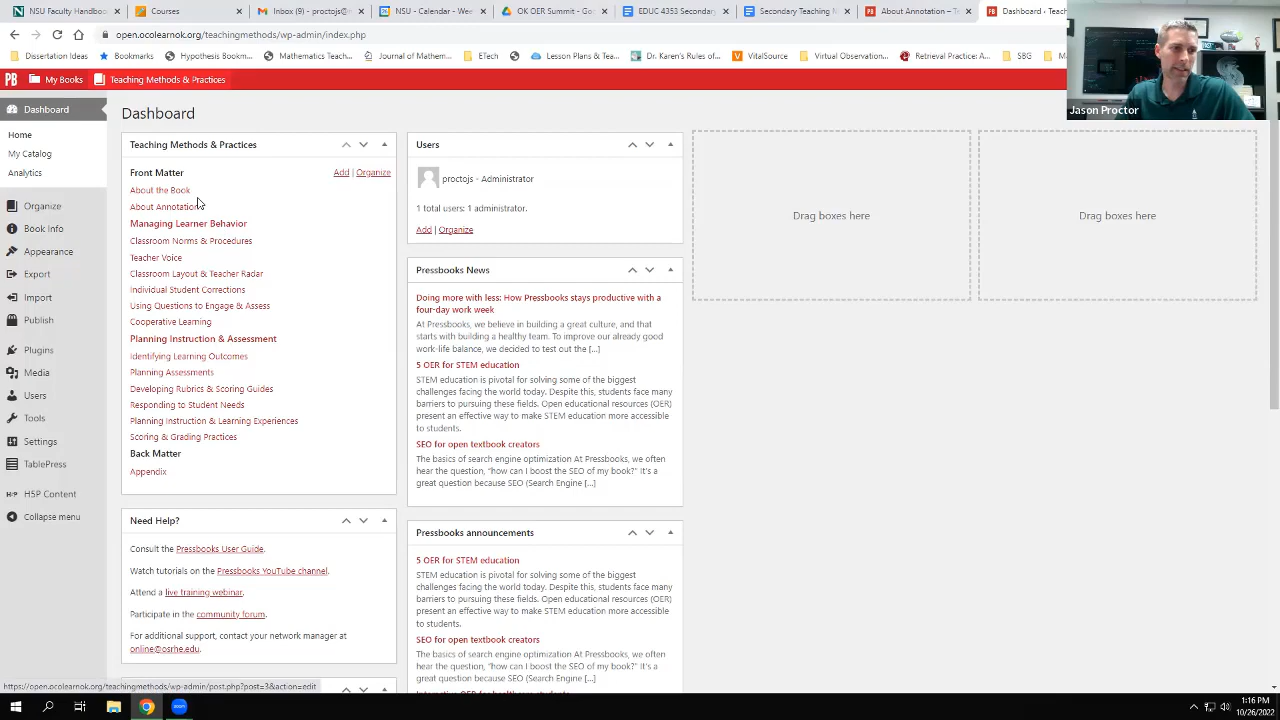 NSU Faculty Handboo
Courses
Inbox (9) - proctojs@
NSU - Calendar - We
OK OER Summit - Go
EDUC 4353 Secondary
Secondary Teaching M
About Annotation – T
Dashboard ‹ Teaching
open.ocolearnok.org/teachingmethods/wp-admin/index.php
Dissertation Ideas
Bookmarks
Hypothesis Bookm...
Mathematics Teac...
Journal of M
ETech
Lesson Plans & Tea...
Dr. Karen's Rules of...
VitalSource
Virtual Observation...
Retrieval Practice: A...
SBG
My Books
Teaching Methods & Practices
Jason Proctor
Dashboard
Home
My Catalog
Analytics
Organize
Book Info
Appearance
Export
Import
Publish
Plugins
Media
Users
Tools
Settings
TablePress
H5P Content
Collapse menu
Dashboard
Teaching Methods & Practices
Front Matter
Add | Organize
About the Book
About Annotation
Managing Learner Behavior
Classroom Norms & Procedures
Teacher Voice
Classroom Layout & Teacher Radar
Individual Student Corrections
Using Questions to Engage & Assess
Cooperative Learning
Planning Instruction & Assessment
Identifying Learning Outcomes
Planning Assessments
Developing Rubrics & Scoring Guides
Responding to Student Needs
Planning Instruction & Learning Experiences
Scoring & Grading Practices
Back Matter
Appendix
Need Help?
Consult the Pressbooks User Guide.
Watch tutorials on the Pressbooks YouTube channel.
Attend a live training webinar.
Participate in the community forum.
For additional support, contact your network manager at
online@osrhe.edu.
Users
proctojs - Administrator
1 total users: 1 administrator.
Add | Organize
Pressbooks News
Doing more with less: How Pressbooks stays productive with a
four-day work week
At Pressbooks, we believe in building a great culture, and that
starts with building a healthy team. To improve our already good
work-life balance, we decided to test out the [...]
5 OER for STEM education
STEM education is pivotal for solving some of the biggest
challenges facing the world today. Despite this, students face many
barriers to pursuing these fields. Open educational resources (OER)
present an effective way to make STEM education more accessible
to students.
SEO for open textbook creators
The basics of search engine optimization At Pressbooks, we often
hear the question, “how can I boost the SEO of my book?” It's a
great question because SEO (Search Engine [...]
Pressbooks announcements
5 OER for STEM education
STEM education is pivotal for solving some of the biggest
challenges facing the world today. Despite this, students face many
barriers to pursuing these fields. Open educational resources (OER)
present an effective way to make STEM education more accessible
to students.
SEO for open textbook creators
The basics of search engine optimization At Pressbooks, we often
hear the question, “how can I boost the SEO of my book?” It's a
great question because SEO (Search Engine [...]
Drag boxes here
Drag boxes here
https://open.ocolearnok.org/teachingmethods/wp-admin/post.php?post=3&action=edit
zoom
1:16 PM
10/26/2022